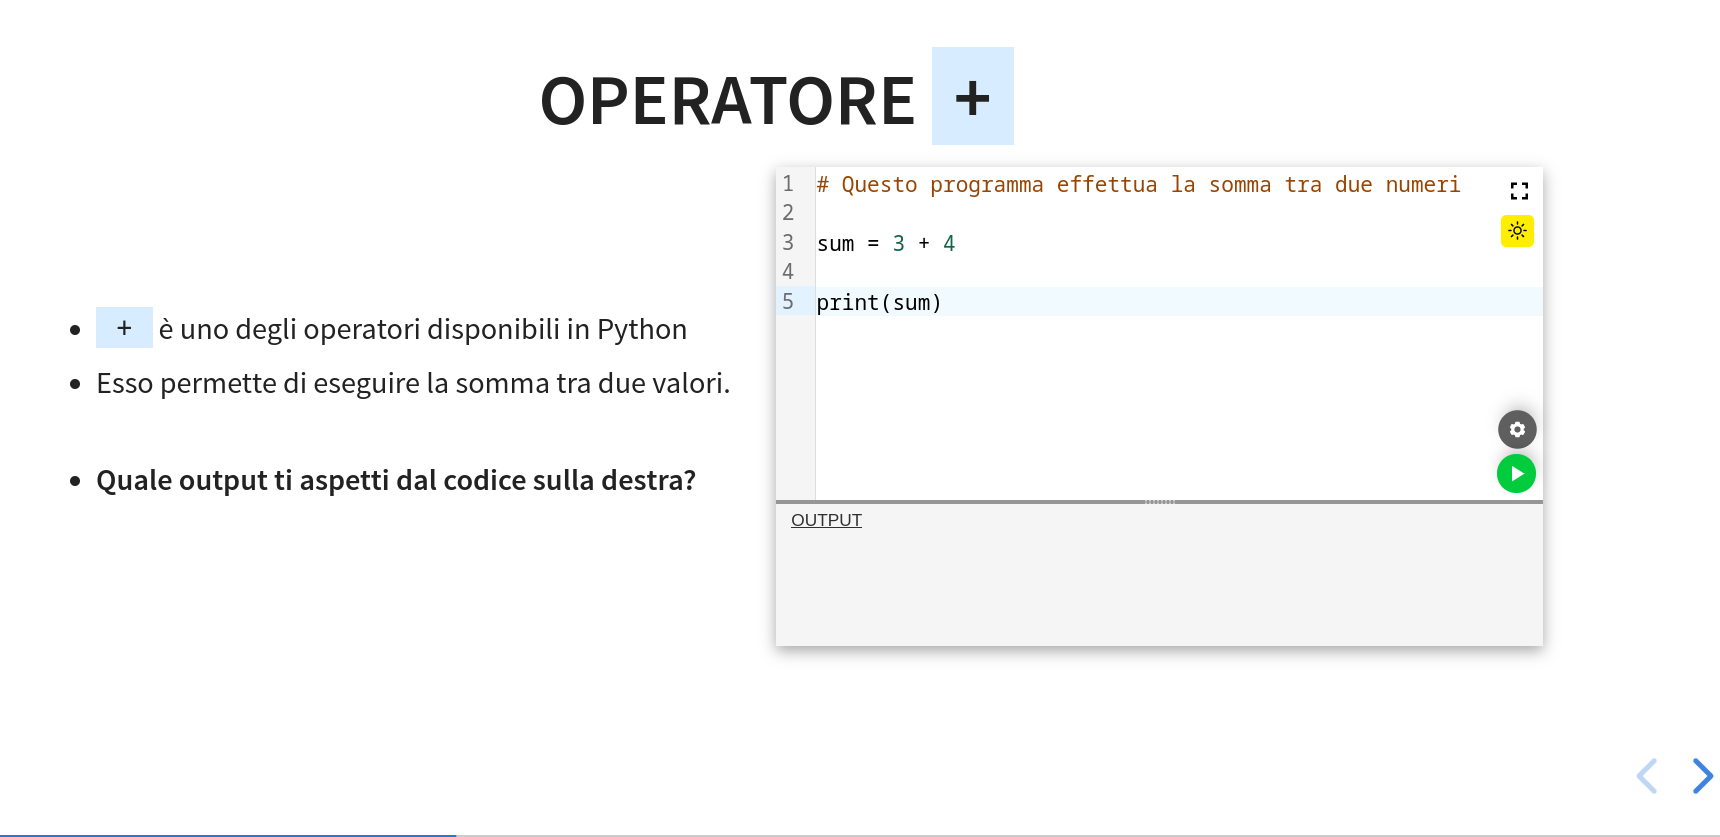 OPERATORE +
+ è uno degli operatori disponibili in Python
Esso permette di eseguire la somma tra due valori.
Quale output ti aspetti dal codice sulla destra?
1 # Questo programma effettua la somma tra due numeri
2
3 sum = 3 + 4
4
5 print(sum)
OUTPUT